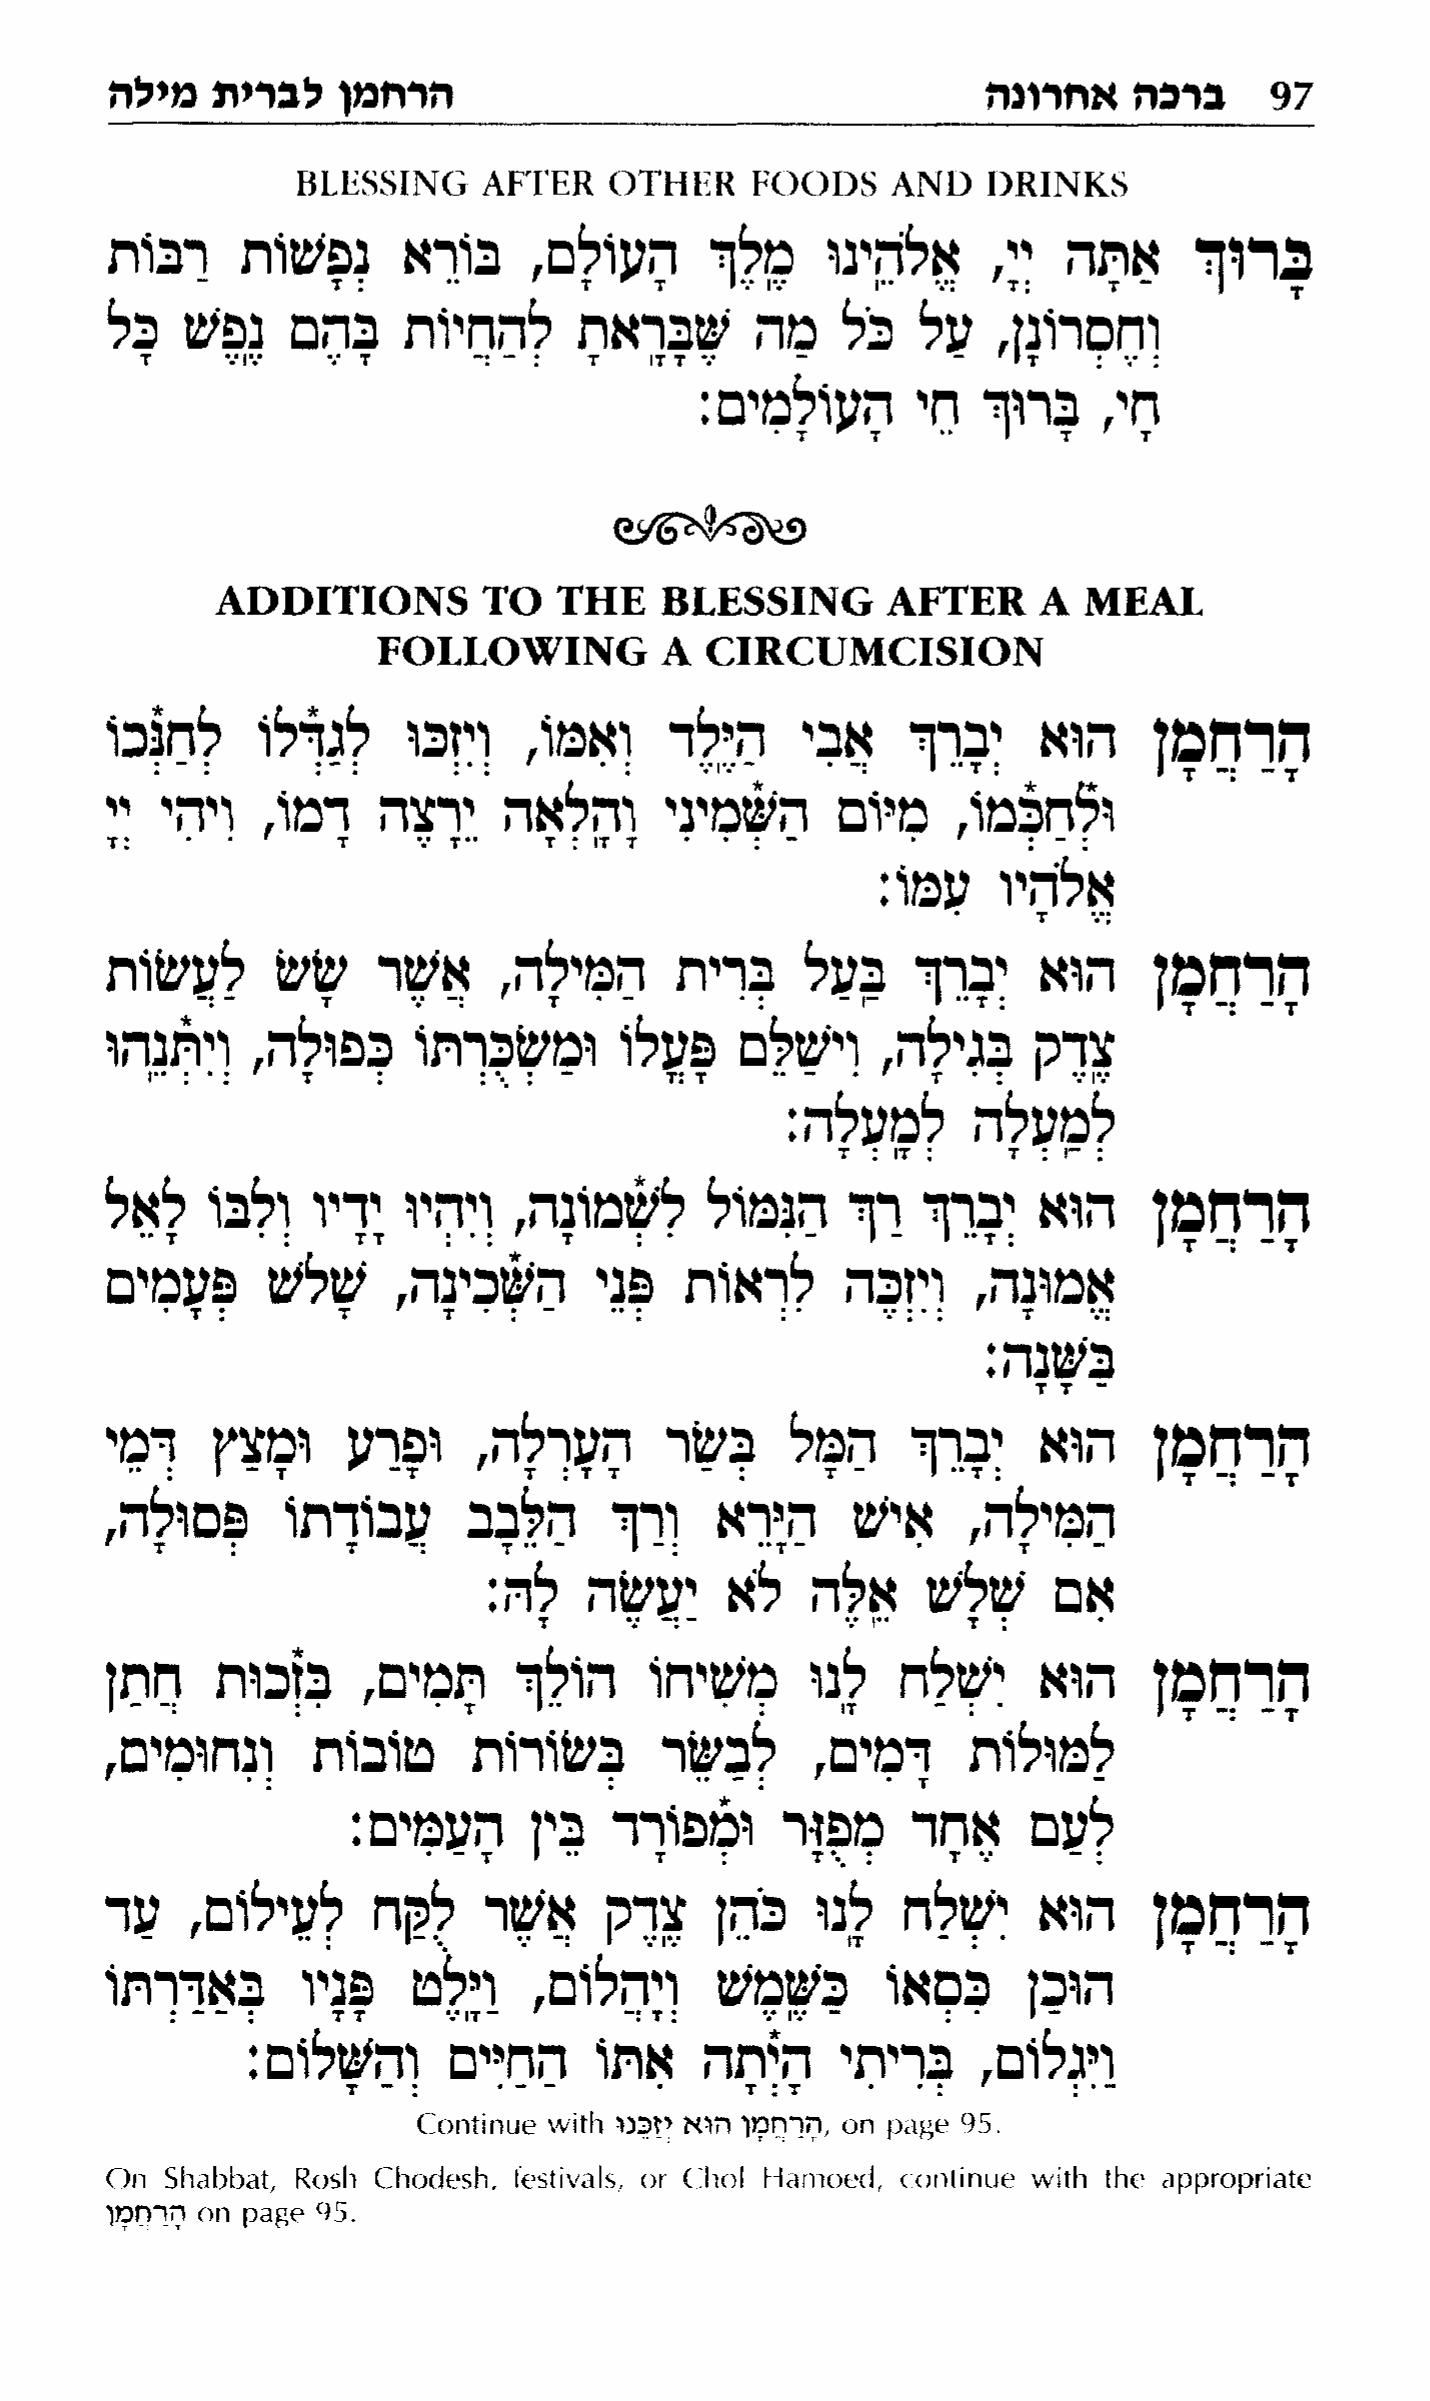 97 ברכה אחרונה הרחמן לברית מילה
BLESSING AFTER OTHER FOODS AND DRINKS
בָּרוּךְ אַתָּה יְיָ, אֱלֹהֵינוּ מֶלֶךְ הָעוֹלָם, בּוֹרֵא נְפָשׁוֹת רַבּוֹת
וְחֶסְרוֹנָן, עַל כֹּל מַה שֶּׁבָּרָאתָ לְהַחֲיוֹת בָּהֶם נֶפֶשׁ כָּל
חָי, בָּרוּךְ חֵי הָעוֹלָמִים:
ADDITIONS TO THE BLESSING AFTER A MEAL
FOLLOWING A CIRCUMCISION
הָרַחֲמָן הוּא יְבָרֵךְ אֲבִי הַיֶּלֶד וְאִמּוֹ, וְיִזְכּוּ לְגַדְּ*לוֹ לְחַנְּ*כוֹ
וּלְ*חַכְּ*מוֹ, מִיּוֹם הַשְּׁ*מִינִי וָהָלְאָה יֵרָצֶה דָמוֹ, וִיהִי יְיָ
אֱלֹהָיו עִמּוֹ:
הָרַחֲמָן הוּא יְבָרֵךְ בַּעַל בְּרִית הַמִּילָה, אֲשֶׁר שָׂשׂ לַעֲשׂוֹת
צֶדֶק בְּגִילָה, וִישַׁלֵּם פָּעֳלוֹ וּמַשְׂכֻּרְתּוֹ כְּפוּלָה, וְיִתְּ*נֵהוּ
לְמַעְלָה לְמָעְלָה:
הָרַחֲמָן הוּא יְבָרֵךְ רַךְ הַנִּמּוֹל לִשְׁ*מוֹנָה, וְיִהְיוּ יָדָיו וְלִבּוֹ לָאֵל
אֱמוּנָה, וְיִזְכֶּה לִרְאוֹת פְּנֵי הַשְּׁ*כִינָה, שָׁלֹשׁ פְּעָמִים
בַּשָּׁנָה:
הָרַחֲמָן הוּא יְבָרֵךְ הַמָּל בְּשַׂר הָעָרְלָה, וּפָרַע וּמָצַץ דְּמֵי
הַמִּילָה, אִישׁ הַיָּרֵא וְרַךְ הַלֵּבָב עֲבוֹדָתוֹ פְּסוּלָה,
אִם שְׁלָשׁ אֵלֶּה לֹא יַעֲשֶׂה לָהּ:
הָרַחֲמָן הוּא יִשְׁלַח לָנוּ מְשִׁיחוֹ הוֹלֵךְ תָּמִים, בִּזְ*כוּת חֲתַן
לַמּוּלוֹת דָּמִים, לְבַשֵּׂר בְּשׂוֹרוֹת טוֹבוֹת וְנִחוּמִים,
לְעַם אֶחָד מְפֻזָּר וּמְ*פוֹרָד בֵּין הָעַמִּים:
הָרַחֲמָן הוּא יִשְׁלַח לָנוּ כֹּהֵן צֶדֶק אֲשֶׁר לֻקַּח לְעֵילוֹם, עַד
הוּכַן כִּסְאוֹ כַּשֶּׁמֶשׁ וְיָהֲלוֹם, וַיָּלֶט פָּנָיו בְּאַדַּרְתּוֹ
וַיִּגְלוֹם, בְּרִיתִי הָיְ*תָה אִתּוֹ הַחַיִּים וְהַשָּׁלוֹם:
Continue with הָרַחֲמָן הוּא יְזַכֵּנוּ, on page 95.
On Shabbat, Rosh Chodesh, festivals, or Chol Hamoed, continue with the appropriate
הָרַחֲמָן on page 95.